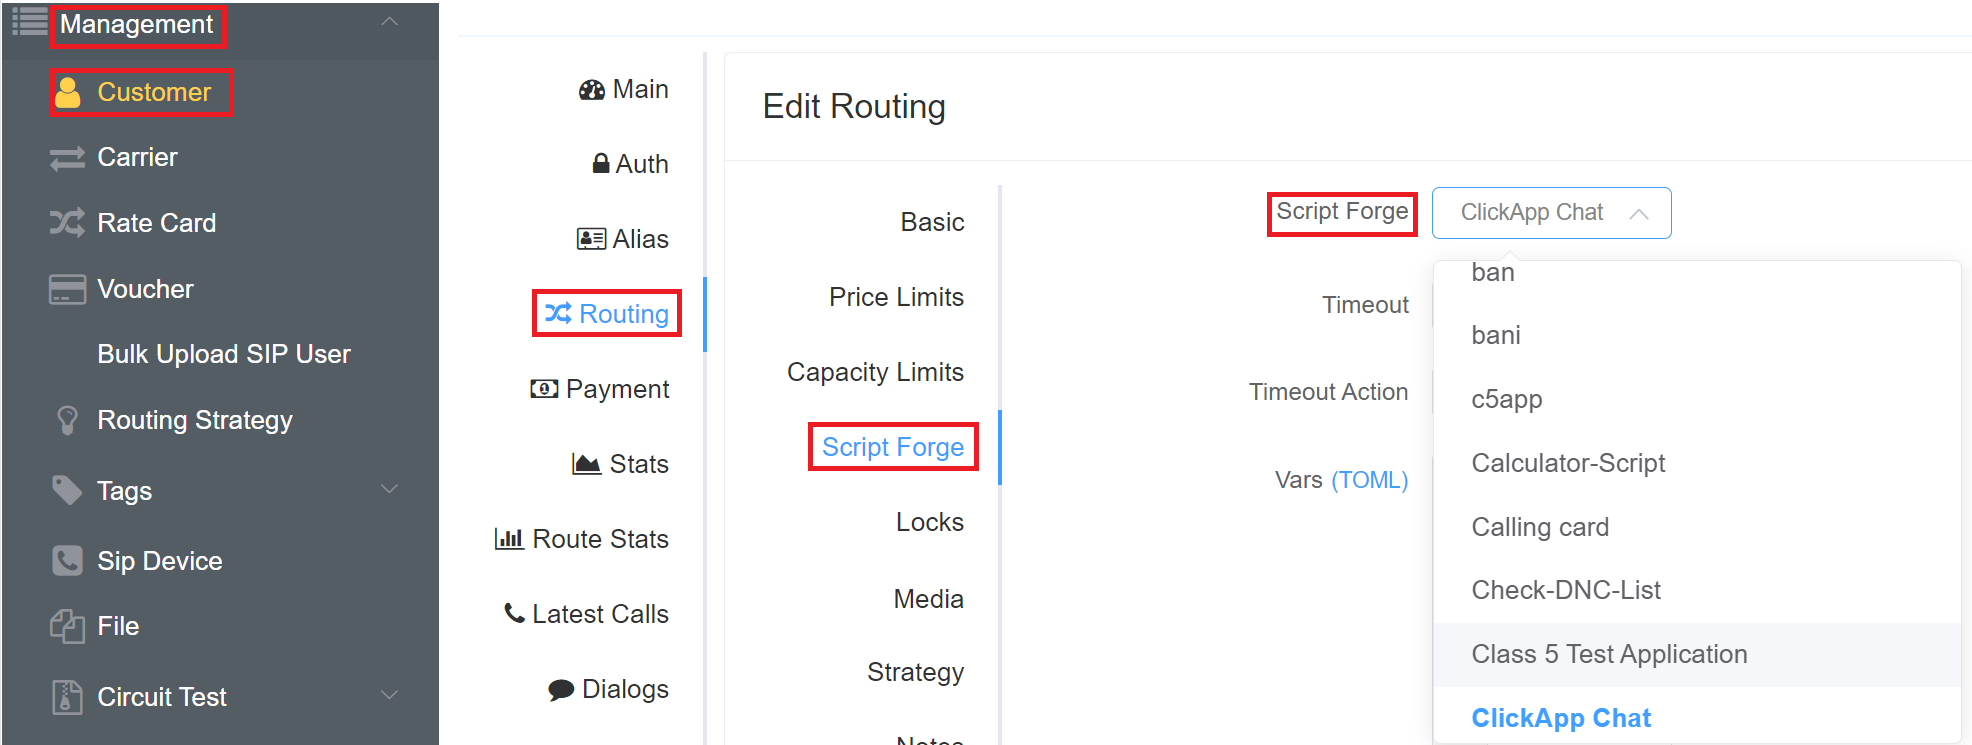 Management
Customer
Carrier
Rate Card
Voucher
Bulk Upload SIP User
Routing Strategy
Tags
Sip Device
File
Circuit Test
Main
Auth
Alias
Routing
Payment
Stats
Route Stats
Latest Calls
Dialogs
Edit Routing
Basic
Price Limits
Capacity Limits
Script Forge
Locks
Media
Strategy
Notes
Script Forge
ClickApp Chat
Timeout
Timeout Action
Vars (TOML)
ban
bani
c5app
Calculator-Script
Calling card
Check-DNC-List
Class 5 Test Application
ClickApp Chat